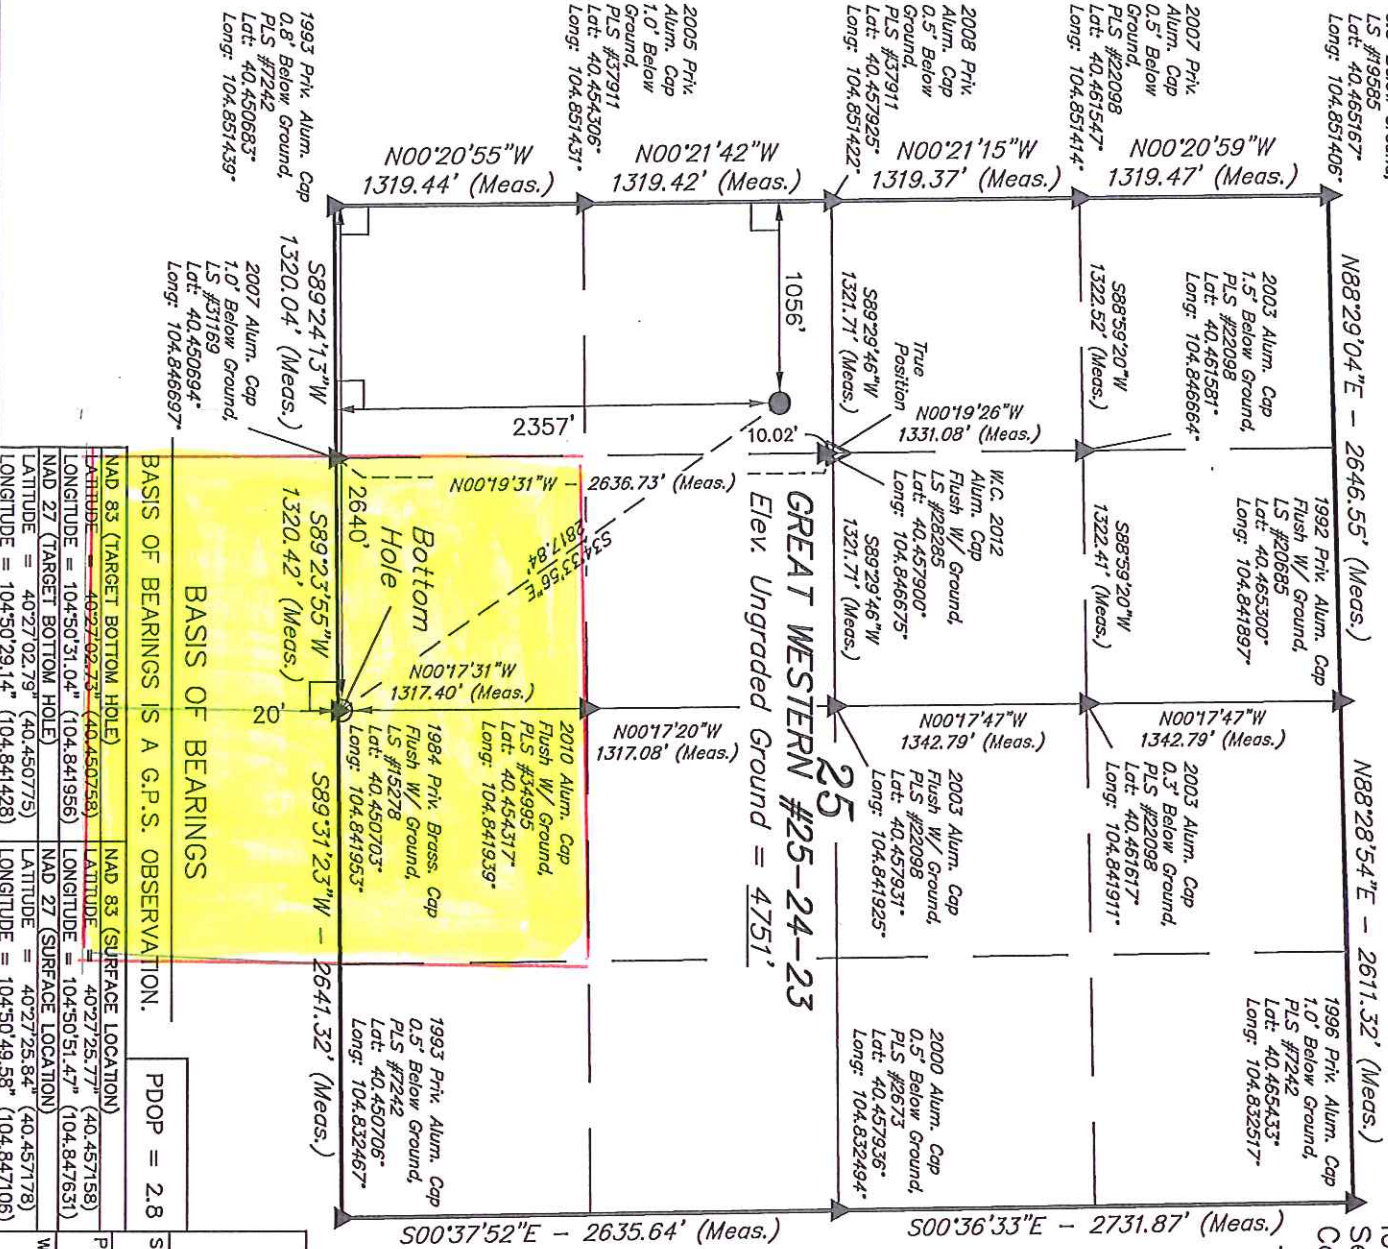 LS #19585
Lat: 40.465167°
Long: 104.851406°
N88°29'04"E - 2646.55' (Meas.)
1992 Priv. Alum. Cap
Flush W/ Ground,
LS #20685
Lat: 40.465300°
Long: 104.841897°
N88°28'54"E - 2611.32' (Meas.)
1996 Priv. Alum. Cap
1.0' Below Ground,
PLS #7242
Lat: 40.465433°
Long: 104.832517°
2007 Priv.
Alum. Cap
0.5' Below
Ground,
PLS #22098
Lat: 40.461547°
Long: 104.851414°
N00°20'59"W
1319.47' (Meas.)
2003 Alum. Cap
1.5' Below Ground,
PLS #22098
Lat: 40.461581°
Long: 104.846664°
S88°59'20"W
1322.52' (Meas.)
S88°59'20"W
1322.41' (Meas.)
N00°17'47"W
1342.79' (Meas.)
2003 Alum. Cap
0.3' Below Ground,
PLS #22098
Lat: 40.461617°
Long: 104.841911°
2008 Priv.
Alum. Cap
0.5' Below
Ground,
PLS #37911
Lat: 40.457925°
Long: 104.851422°
N00°21'15"W
1319.37' (Meas.)
S89°29'46"W
1321.71' (Meas.)
True
Position
N00°19'26"W
1331.08' (Meas.)
10.02'
W.C. 2012
Alum. Cap
Flush W/ Ground,
LS #28285
Lat: 40.457900°
Long: 104.846675°
S89°29'46"W
1321.71' (Meas.)
N00°17'47"W
1342.79' (Meas.)
2003 Alum. Cap
Flush W/ Ground,
PLS #22098
Lat: 40.457931°
Long: 104.841925°
25
2000 Alum. Cap
0.5' Below Ground,
PLS #2673
Lat: 40.457936°
Long: 104.832494°
S00°36'33"E - 2731.87' (Meas.)
GREAT WESTERN #25-24-23
Elev. Ungraded Ground = 4751'
2005 Priv.
Alum. Cap
1.0' Below
Ground,
PLS #37911
Lat: 40.454306°
Long: 104.851431°
N00°21'42"W
1319.42' (Meas.)
1056'
2357'
N00°19'31"W - 2636.73' (Meas.)
S34°33'56"E
2817.84'
N00°17'20"W
1317.08' (Meas.)
2010 Alum. Cap
Flush W/ Ground,
PLS #34995
Lat: 40.454317°
Long: 104.841939°
N00°20'55"W
1319.44' (Meas.)
1993 Priv. Alum. Cap
0.8' Below Ground,
PLS #7242
Lat: 40.450683°
Long: 104.851439°
S89°24'13"W
1320.04' (Meas.)
2007 Alum. Cap
1.0' Below Ground,
LS #31169
Lat: 40.450694°
Long: 104.846697°
Bottom
Hole
2640'
S89°23'55"W
1320.42' (Meas.)
20'
N00°17'31"W
1317.40' (Meas.)
1984 Priv. Brass. Cap
Flush W/ Ground,
LS #15278
Lat: 40.450703°
Long: 104.841953°
S89°31'23"W - 2641.32' (Meas.)
1993 Priv. Alum. Cap
0.5' Below Ground,
PLS #7242
Lat: 40.450706°
Long: 104.832467°
S00°37'52"E - 2635.64' (Meas.)
BASIS OF BEARINGS
BASIS OF BEARINGS IS A G.P.S. OBSERVATION.
PDOP = 2.8
NAD 83 (TARGET BOTTOM HOLE)
LATITUDE = 40°27'02.73" (40.450758)
LONGITUDE = 104°50'31.04" (104.841956)
NAD 27 (TARGET BOTTOM HOLE)
LATITUDE = 40°27'02.79" (40.450775)
LONGITUDE = 104°50'29.14" (104.841428)
NAD 83 (SURFACE LOCATION)
LATITUDE = 40°27'25.77" (40.457158)
LONGITUDE = 104°50'51.47" (104.847631)
NAD 27 (SURFACE LOCATION)
LATITUDE = 40°27'25.84" (40.457178)
LONGITUDE = 104°50'49.58" (104.847106)